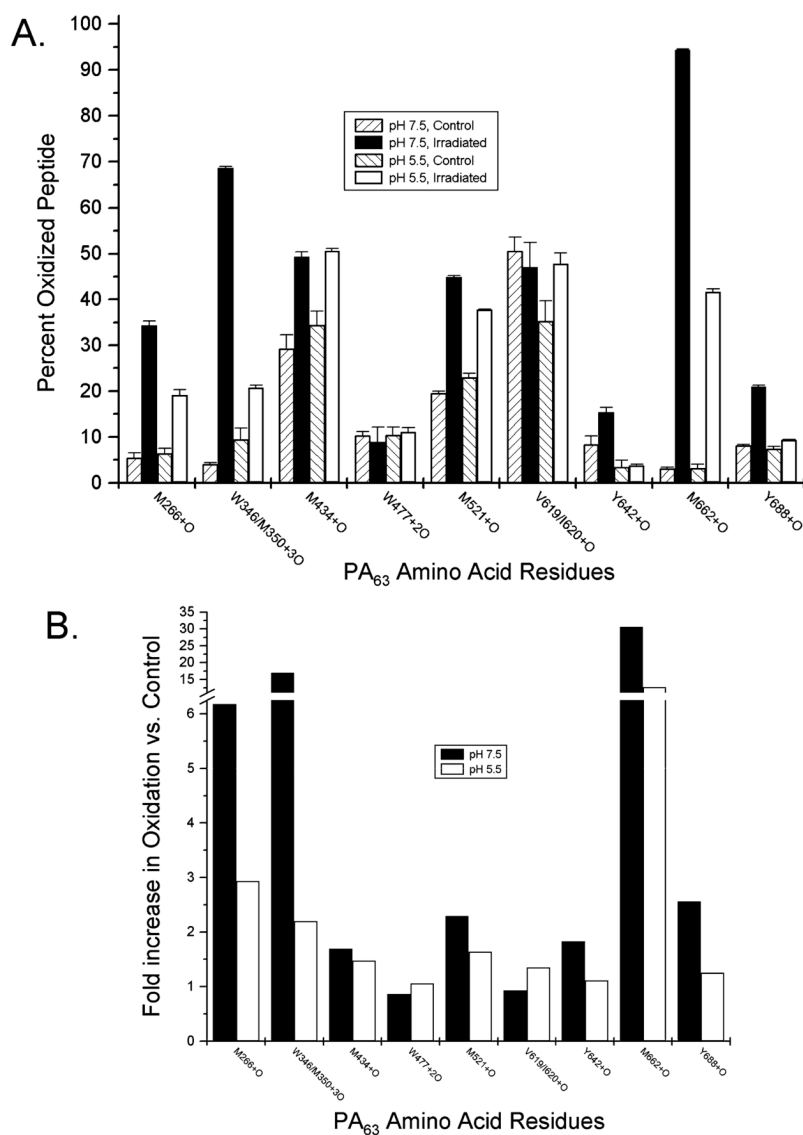 A.
Percent Oxidized Peptide
100
90
80
70
60
50
40
30
20
10
0
pH 7.5, Control
pH 7.5, Irradiated
pH 5.5, Control
pH 5.5, Irradiated
M266+O
W346/M350+3O
M434+O
W477+2O
M521+O
V619/I620+O
Y642+O
M662+O
Y688+O
PA63 Amino Acid Residues
B.
Fold increase in Oxidation vs. Control
35
30
25
20
15
6
5
4
3
2
1
0
pH 7.5
pH 5.5
M266+O
W346/M350+3O
M434+O
W477+2O
M521+O
V619/I620+O
Y642+O
M662+O
Y688+O
PA63 Amino Acid Residues